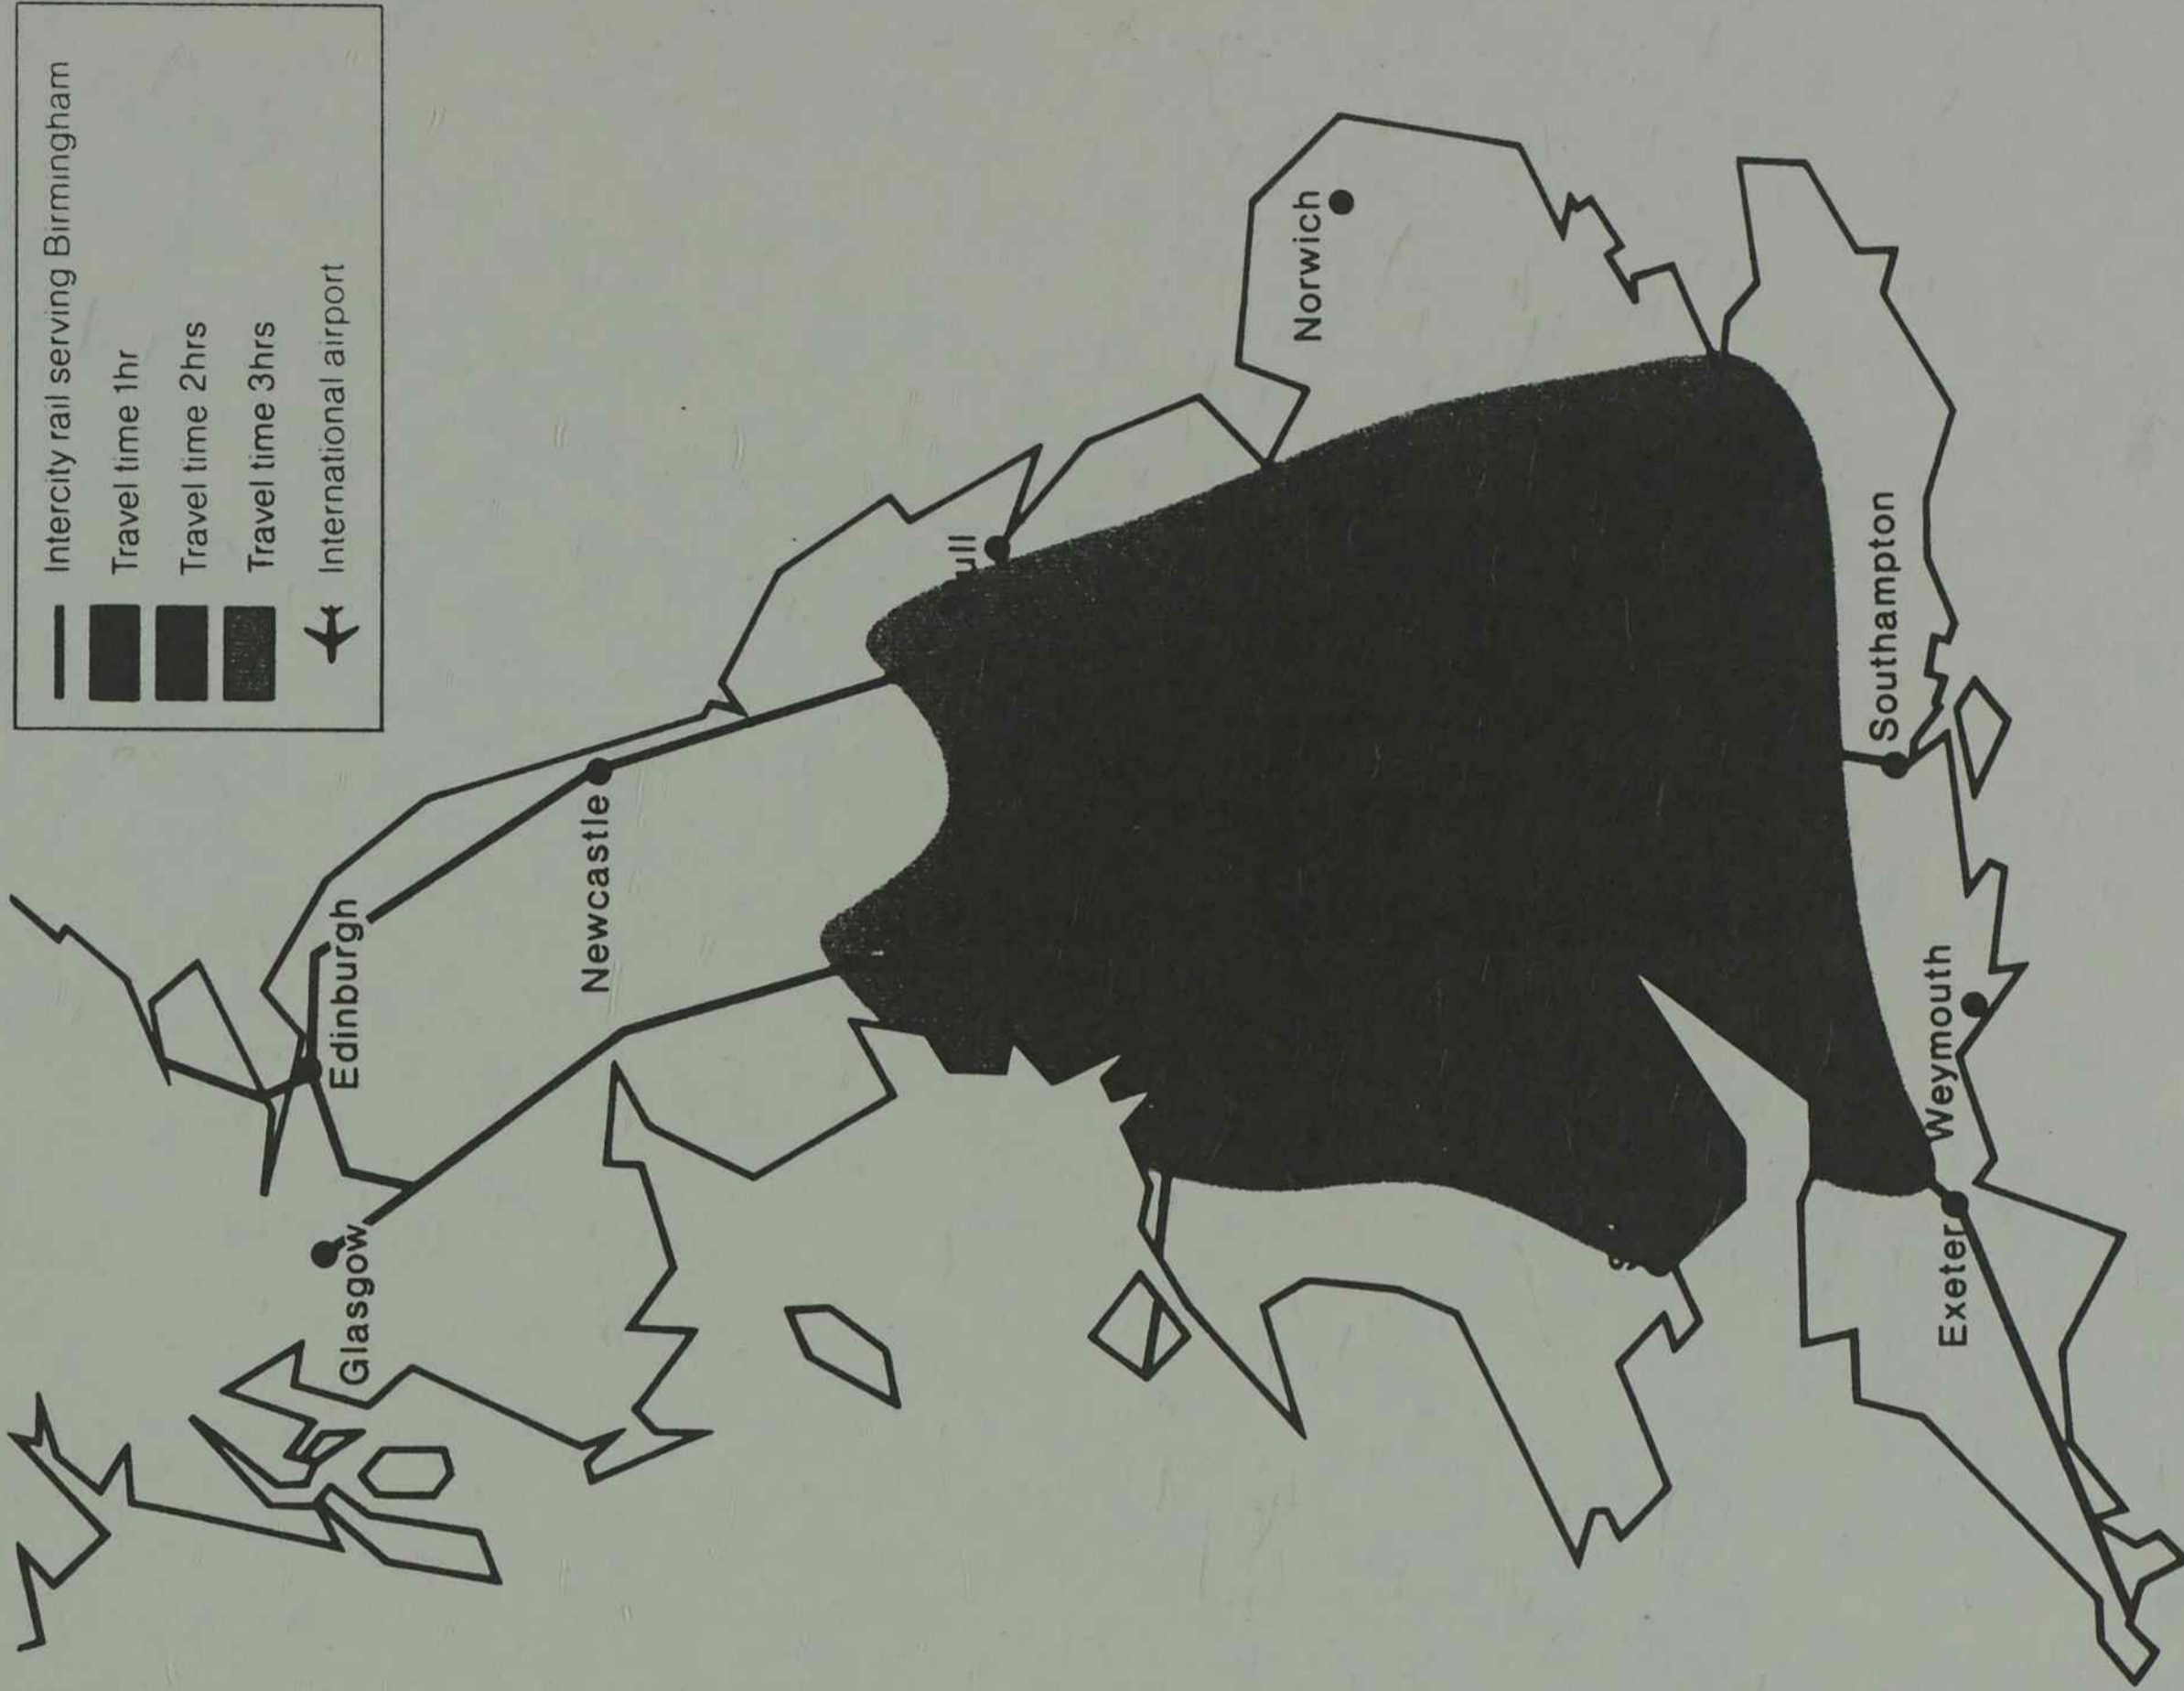 Intercity rail serving Birmingham
Travel time 1hr
Travel time 2hrs
Travel time 3hrs
International airport
Edinburgh
Glasgow
Newcastle
ull
Norwich
S
Southampton
Weymouth
Exeter